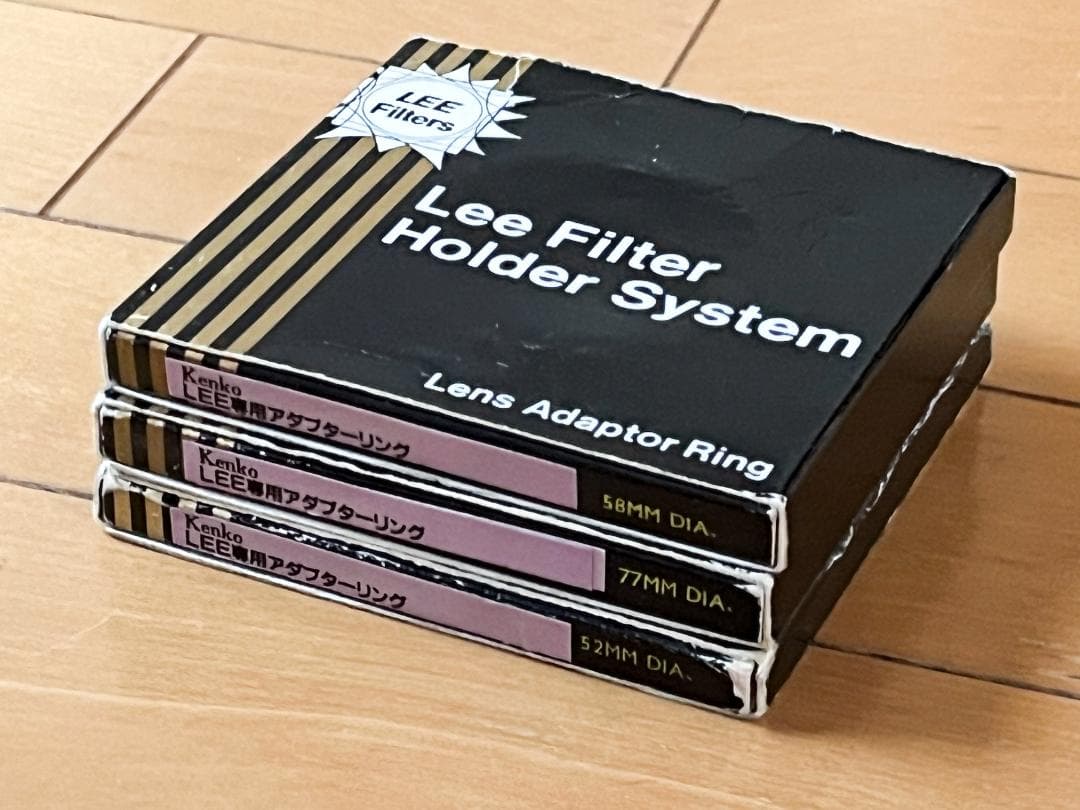 LEE
Filters
Lee Filter
Holder System
Lens Adaptor Ring
Kenko
LEE専用アダプターリング
58MM DIA.
Kenko
LEE専用アダプターリング
77MM DIA.
Kenko
LEE専用アダプターリング
52MM DIA.